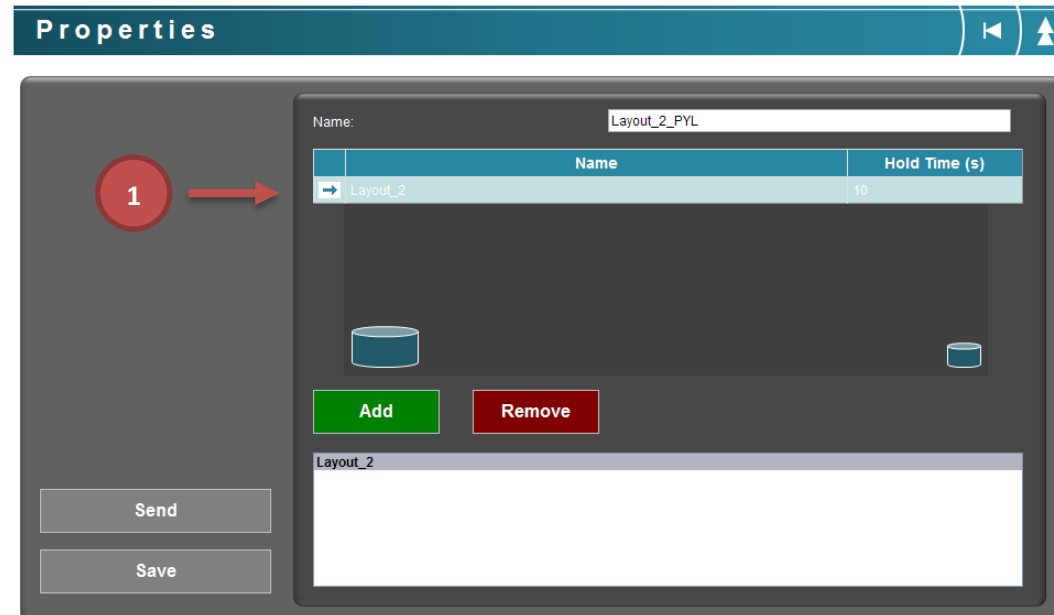 Properties
Name: Layout_2_PYL
Name Hold Time (s)
1
Layout_2 10
Add Remove
Layout_2
Send
Save